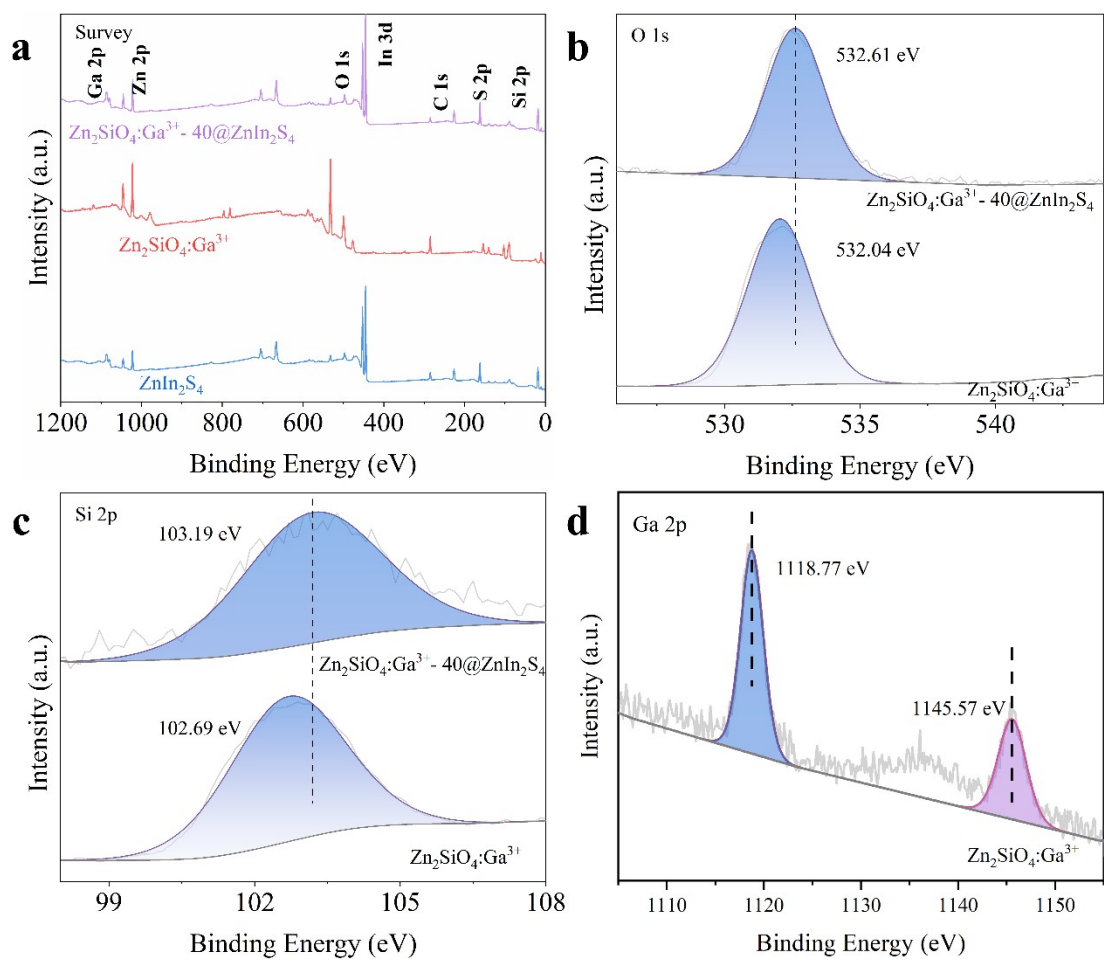 a
Survey
Ga 2p
Zn 2p
O 1s
In 3d
C 1s
S 2p
Si 2p
Zn₂SiO₄:Ga³⁺- 40@ZnIn₂S₄
Zn₂SiO₄:Ga³⁺
ZnIn₂S₄
Intensity (a.u.)
1200 1000 800 600 400 200 0
Binding Energy (eV)
b
O 1s
532.61 eV
Zn₂SiO₄:Ga³⁺- 40@ZnIn₂S₄
532.04 eV
Zn₂SiO₄:Ga³⁺
Intensity (a.u.)
530 535 540
Binding Energy (eV)
c
Si 2p
103.19 eV
Zn₂SiO₄:Ga³⁺- 40@ZnIn₂S₄
102.69 eV
Zn₂SiO₄:Ga³⁺
Intensity (a.u.)
99 102 105 108
Binding Energy (eV)
d
Ga 2p
1118.77 eV
1145.57 eV
Zn₂SiO₄:Ga³⁺
Intensity (a.u.)
1110 1120 1130 1140 1150
Binding Energy (eV)